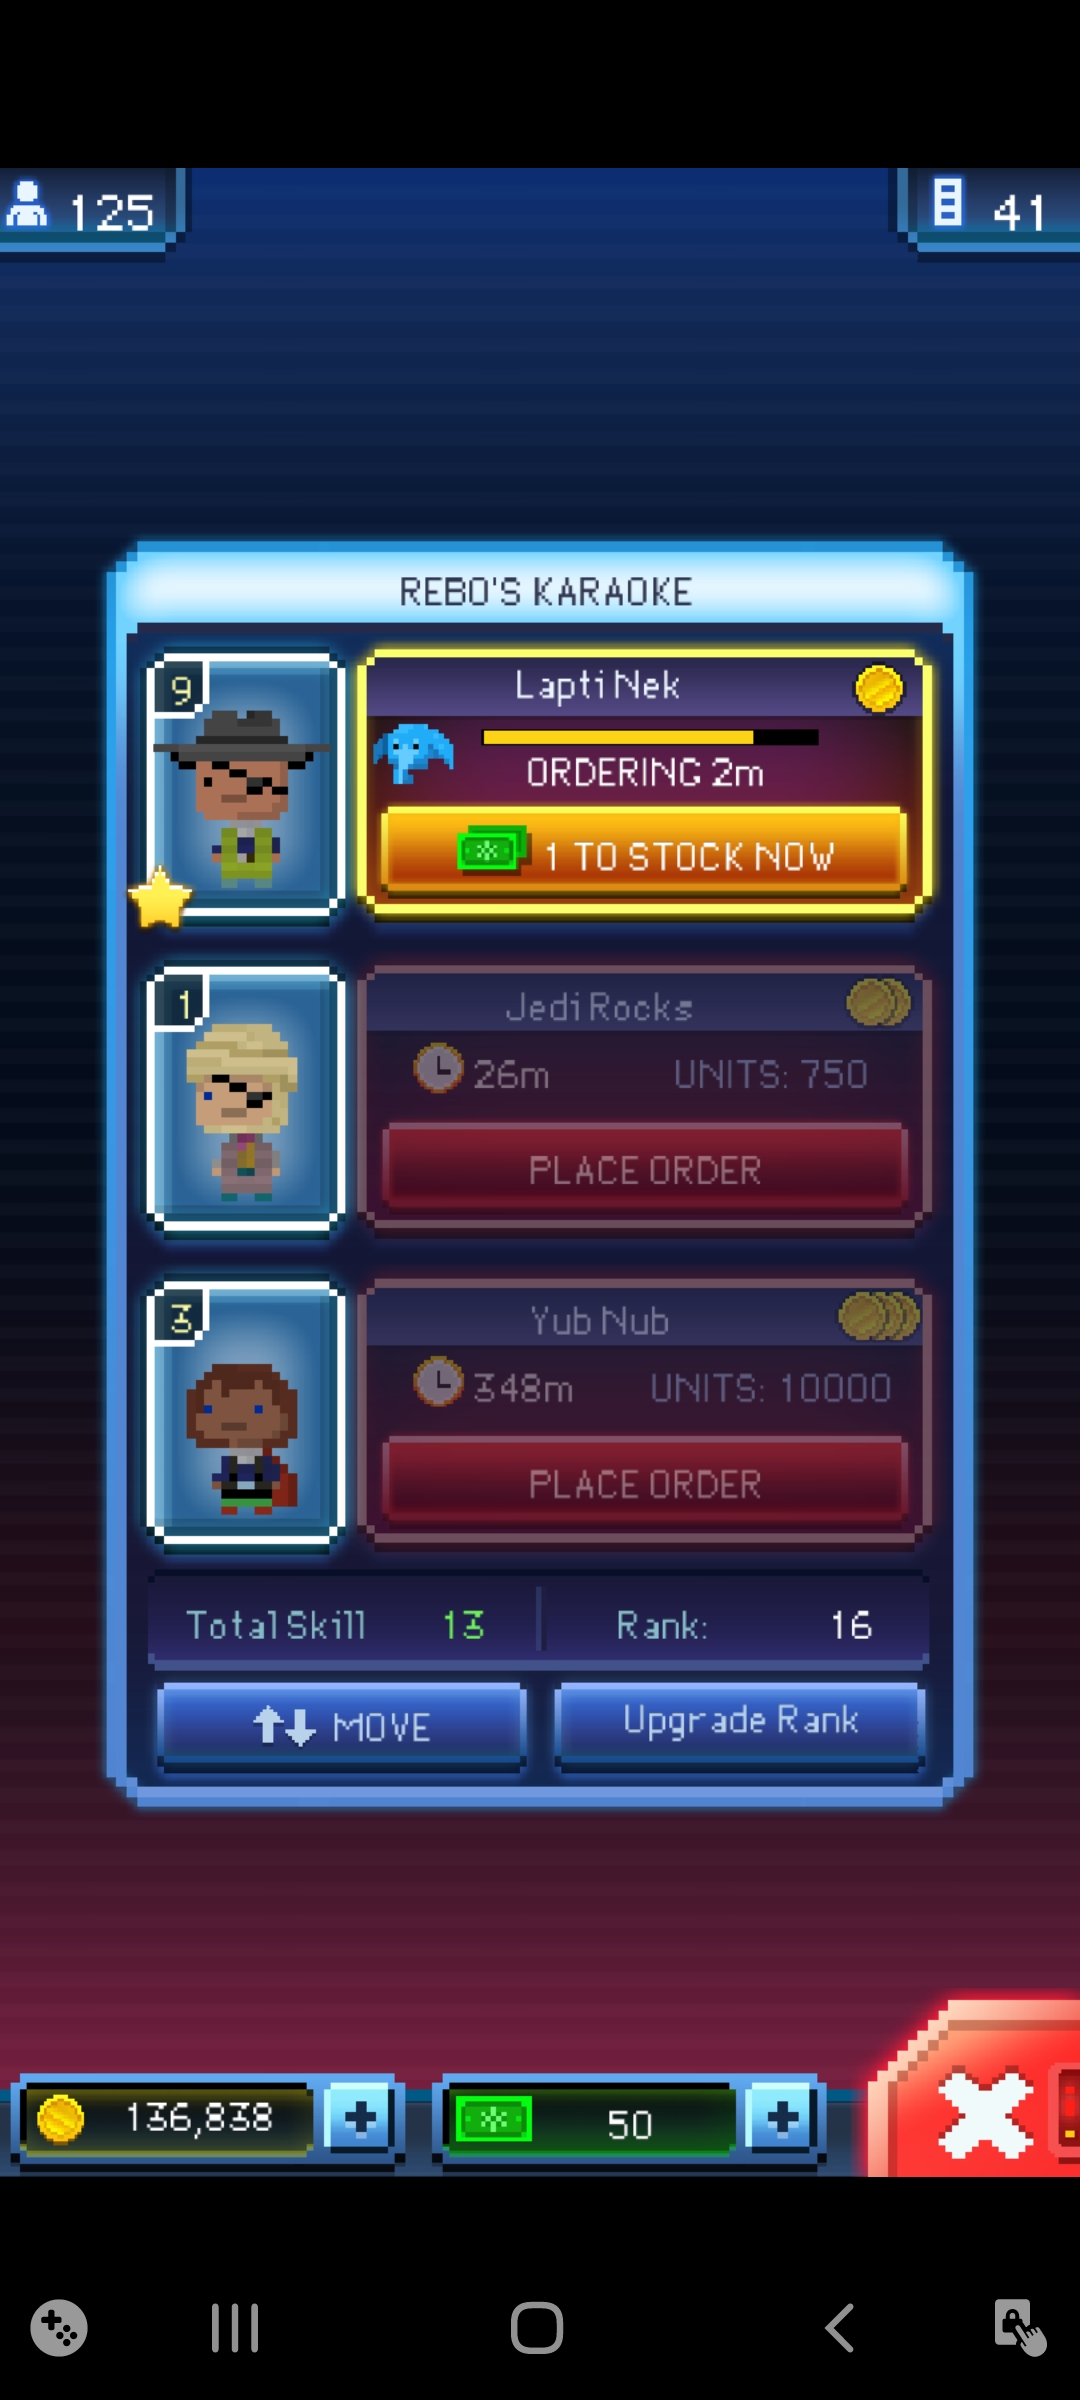 125
41
REBO'S KARAOKE
9
Lapti Nek
ORDERING 2m
1 TO STOCK NOW
1
Jedi Rocks
26m UNITS: 750
PLACE ORDER
3
Yub Nub
348m UNITS: 10000
PLACE ORDER
Total Skill 13 Rank: 16
MOVE Upgrade Rank
136,838
50